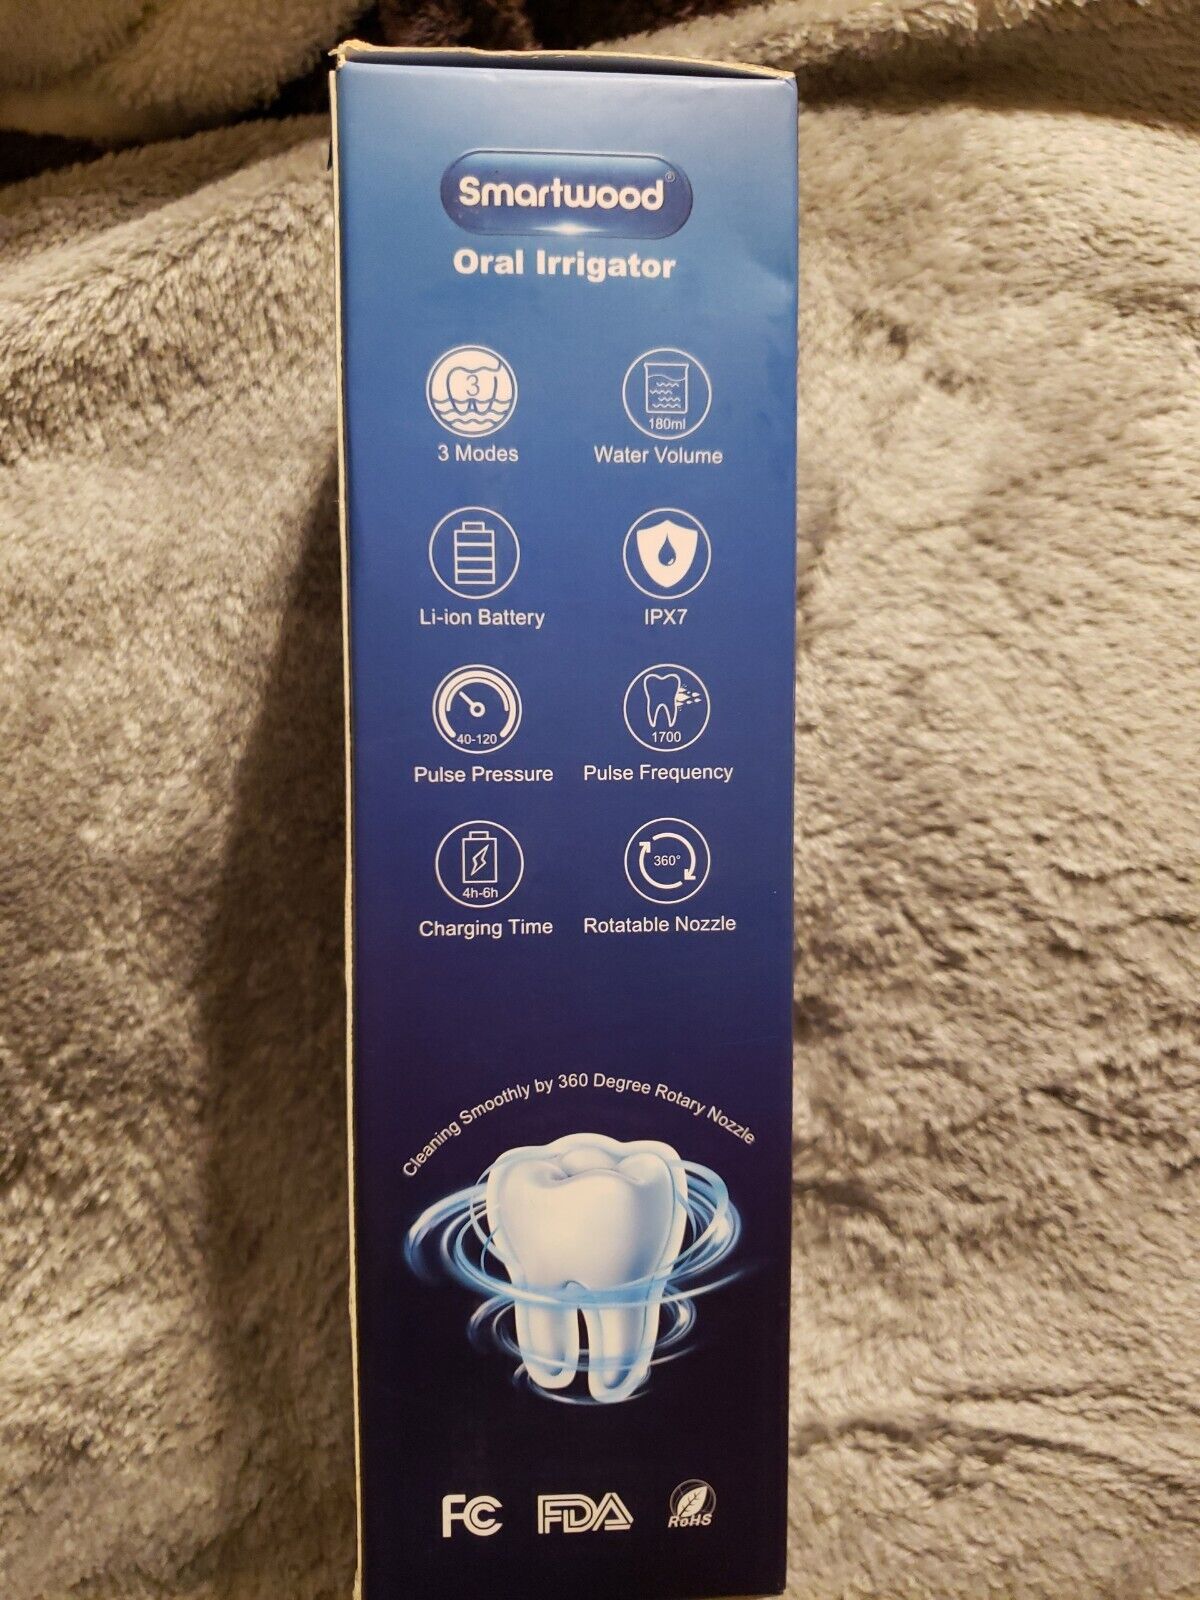 Smartwood®
Oral Irrigator
3
3 Modes
180ml
Water Volume
Li-ion Battery
IPX7
40-120
Pulse Pressure
1700
Pulse Frequency
4h-6h
Charging Time
360°
Rotatable Nozzle
Cleaning Smoothly by 360 Degree Rotary Nozzle
FC
FDA
RoHS